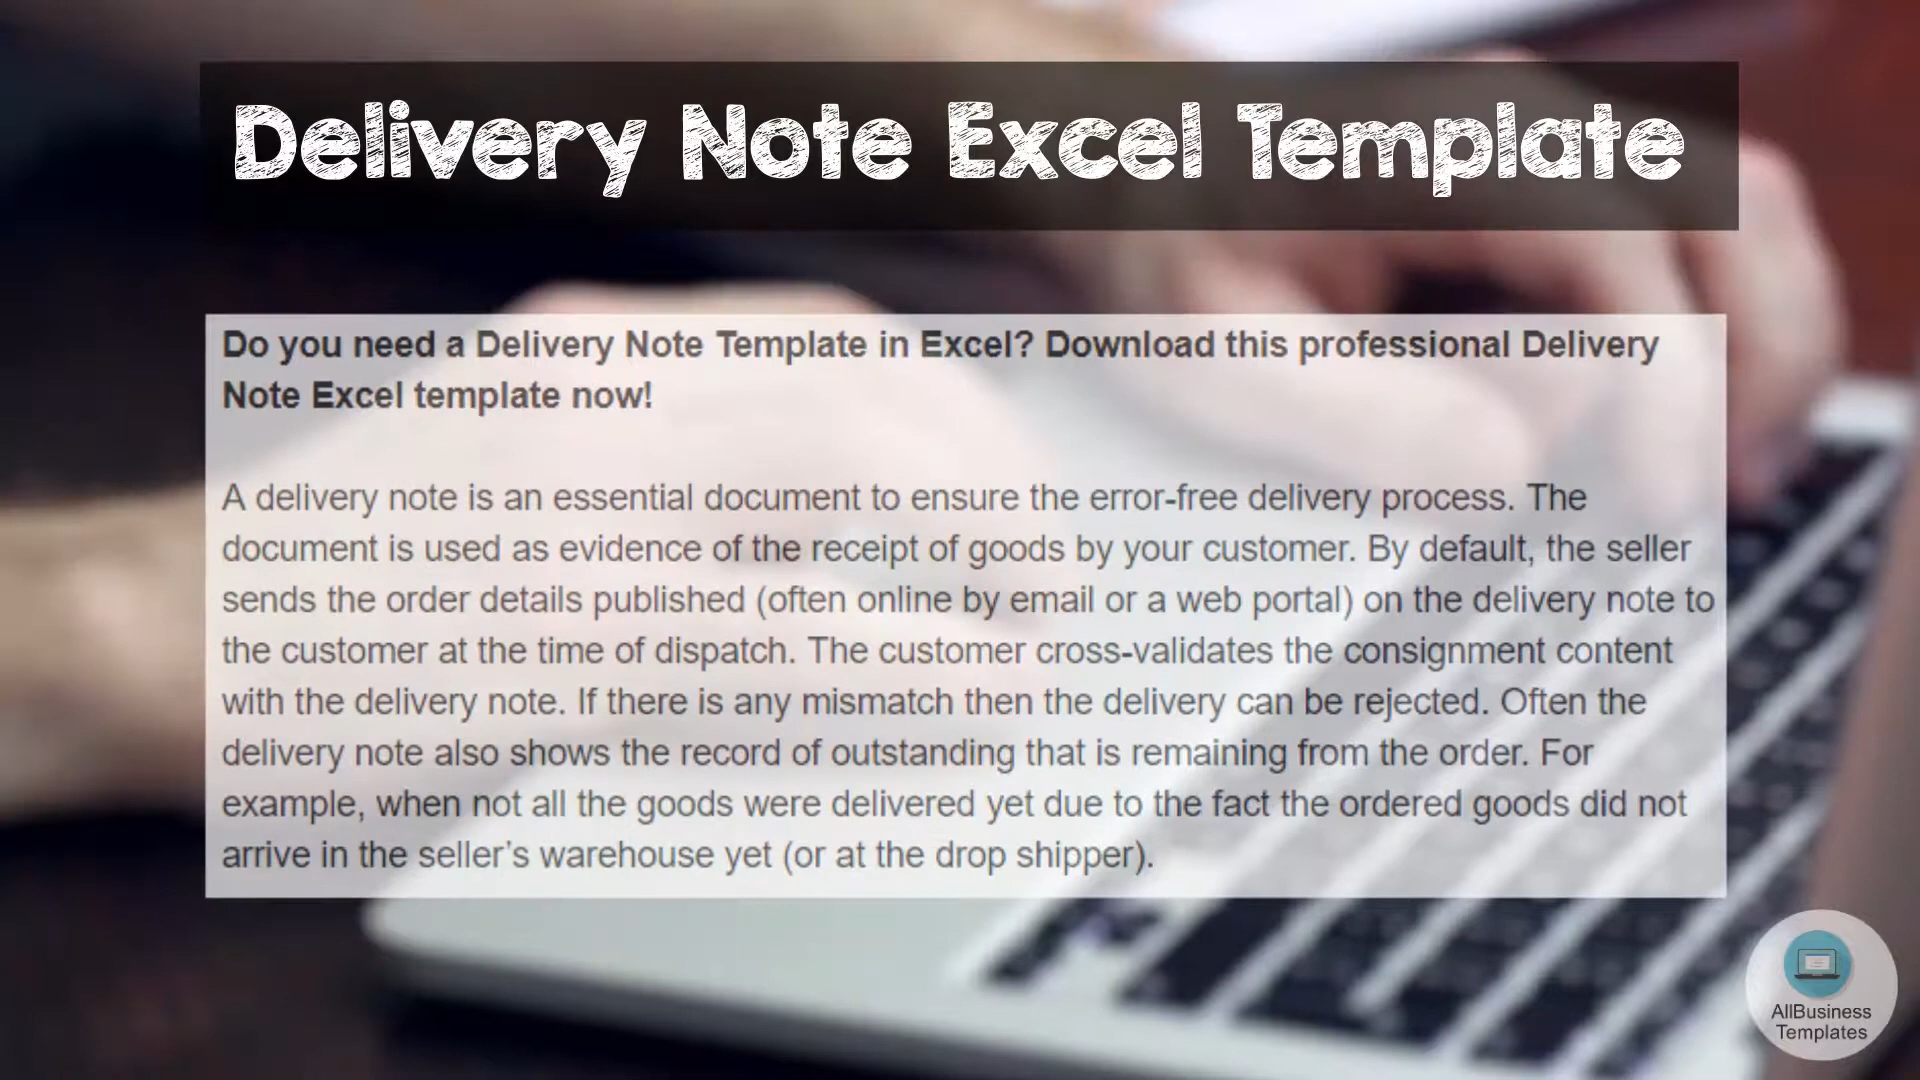 Delivery Note Excel Template
Do you need a Delivery Note Template in Excel? Download this professional Delivery
Note Excel template now!
A delivery note is an essential document to ensure the error-free delivery process. The
document is used as evidence of the receipt of goods by your customer. By default, the seller
sends the order details published (often online by email or a web portal) on the delivery note to
the customer at the time of dispatch. The customer cross-validates the consignment content
with the delivery note. If there is any mismatch then the delivery can be rejected. Often the
delivery note also shows the record of outstanding that is remaining from the order. For
example, when not all the goods were delivered yet due to the fact the ordered goods did not
arrive in the seller’s warehouse yet (or at the drop shipper).
AllBusiness
Templates